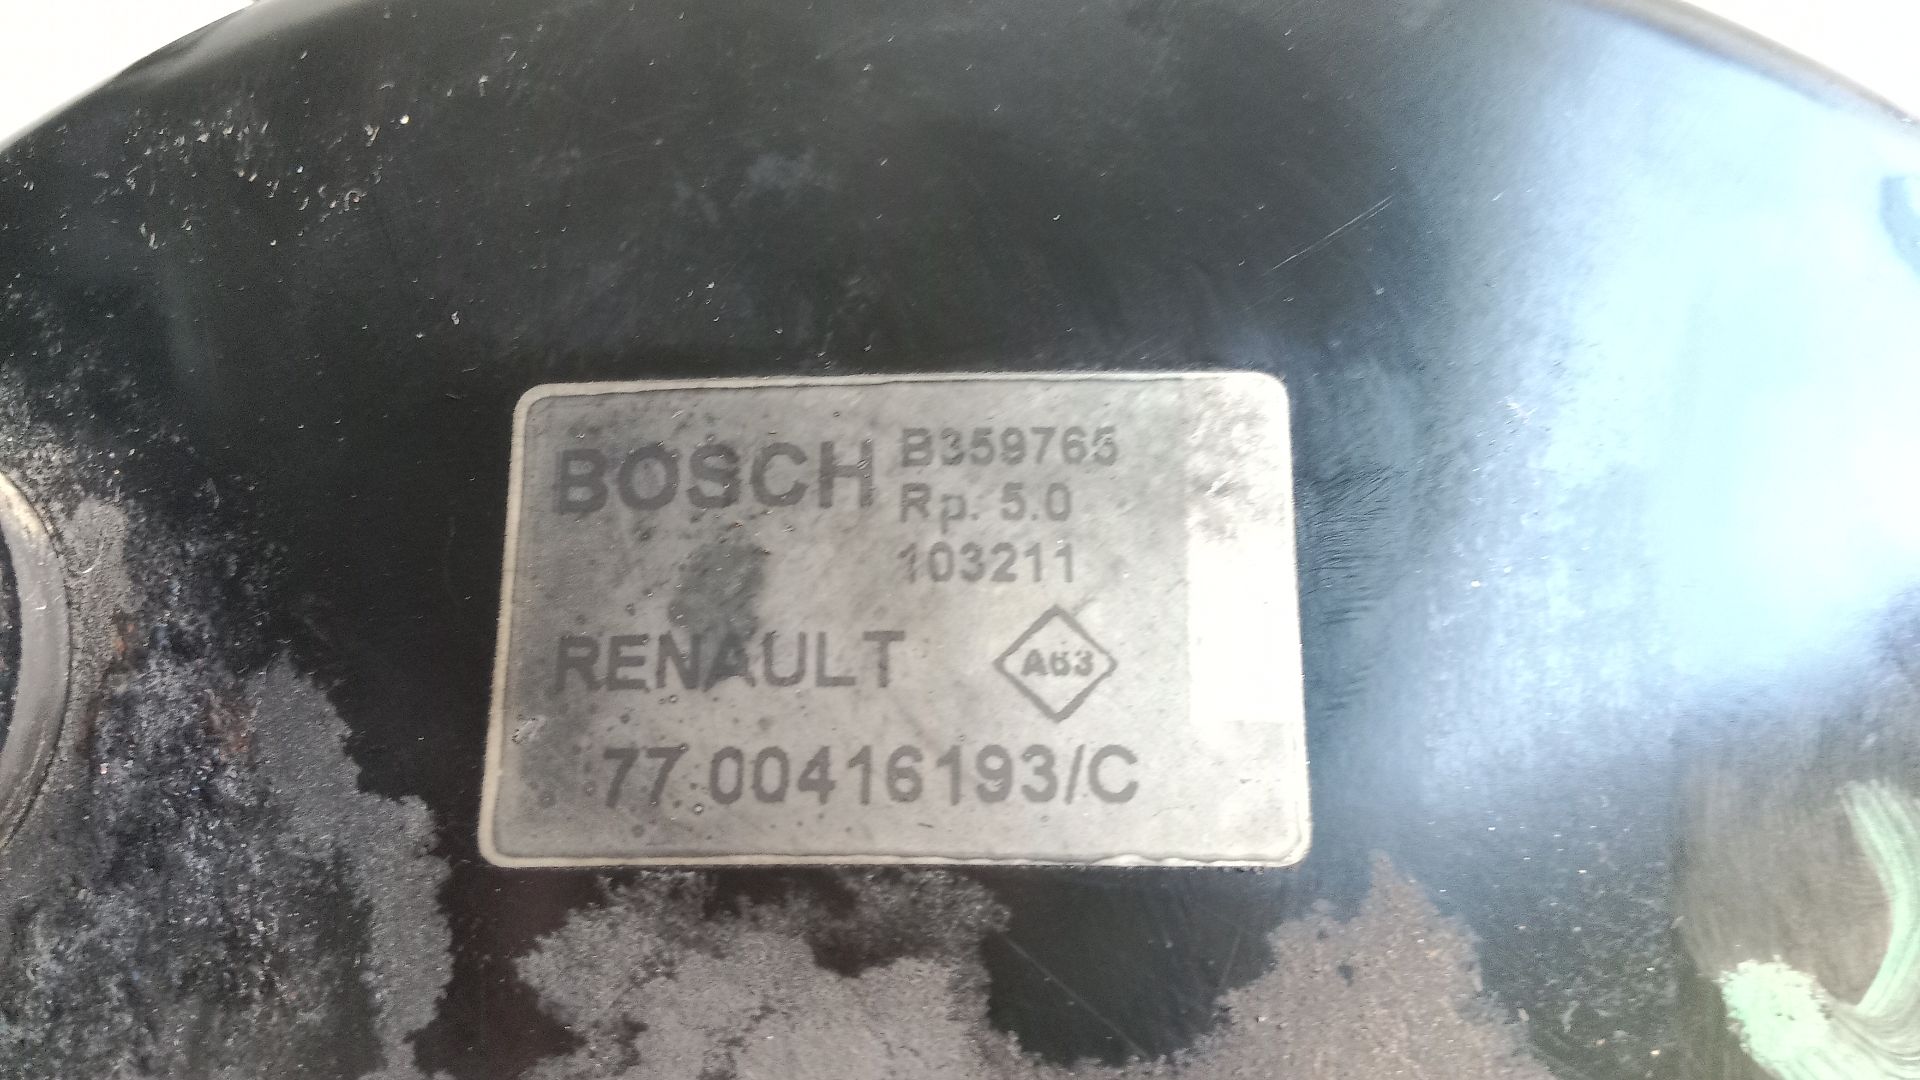 BOSCH B359765
Rp. 5.0
103211
RENAULT A63
77 00416193/C